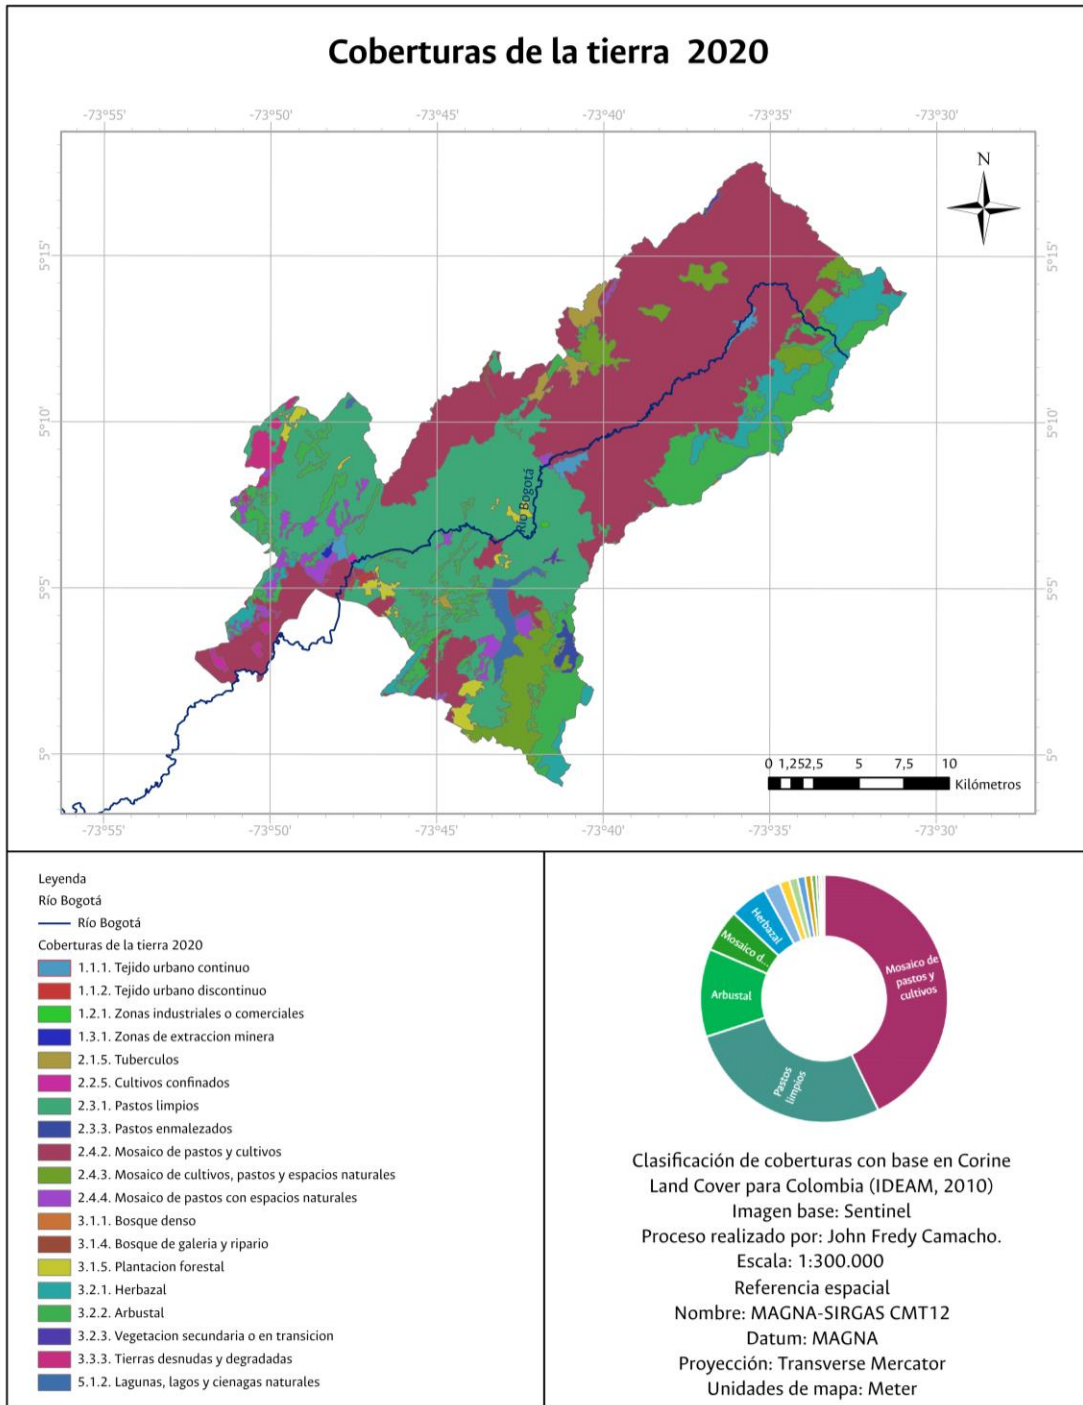 Coberturas de la tierra 2020
-73°55' -73°50' -73°45' -73°40' -73°35' -73°30'
N
5°15' 5°15'
5°10' 5°10'
Río Bogotá
5°5' 5°5'
5° 5°
0 1,252,5 5 7,5 10
Kilómetros
-73°55' -73°50' -73°45' -73°40' -73°35' -73°30'
Leyenda
Río Bogotá
Río Bogotá
Coberturas de la tierra 2020
1.1.1. Tejido urbano continuo
1.1.2. Tejido urbano discontinuo
1.2.1. Zonas industriales o comerciales
1.3.1. Zonas de extraccion minera
2.1.5. Tuberculos
2.2.5. Cultivos confinados
2.3.1. Pastos limpios
2.3.3. Pastos enmalezados
2.4.2. Mosaico de pastos y cultivos
2.4.3. Mosaico de cultivos, pastos y espacios naturales
2.4.4. Mosaico de pastos con espacios naturales
3.1.1. Bosque denso
3.1.4. Bosque de galeria y ripario
3.1.5. Plantacion forestal
3.2.1. Herbazal
3.2.2. Arbustal
3.2.3. Vegetacion secundaria o en transicion
3.3.3. Tierras desnudas y degradadas
5.1.2. Lagunas, lagos y cienagas naturales
Herbazal
Mosaico d...
Arbustal
Mosaico de
pastos y
cultivos
Pastos
limpios
Clasificación de coberturas con base en Corine
Land Cover para Colombia (IDEAM, 2010)
Imagen base: Sentinel
Proceso realizado por: John Fredy Camacho.
Escala: 1:300.000
Referencia espacial
Nombre: MAGNA-SIRGAS CMT12
Datum: MAGNA
Proyección: Transverse Mercator
Unidades de mapa: Meter